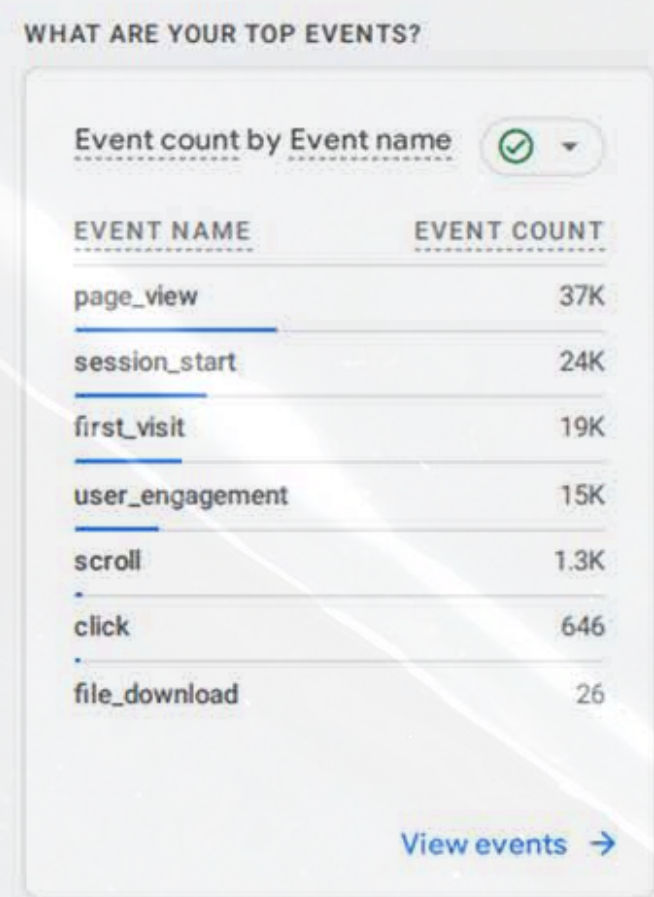 WHAT ARE YOUR TOP EVENTS?
Event count by Event name
EVENT NAME EVENT COUNT
page_view 37K
session_start 24K
first_visit 19K
user_engagement 15K
scroll 1.3K
click 646
file_download 26
View events →